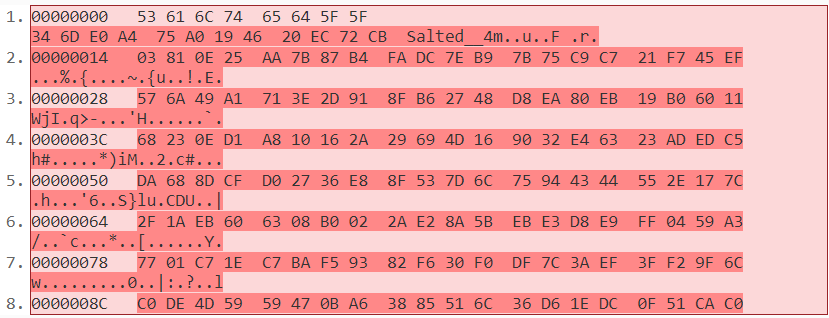 1. 00000000 53 61 6C 74 65 64 5F 5F
34 6D E0 A4 75 A0 19 46 20 EC 72 CB Salted__4m..u..F .r.
2. 00000014 03 81 0E 25 AA 7B 87 B4 FA DC 7E B9 7B 75 C9 C7 21 F7 45 EF
...%.{....~.{u..!.E.
3. 00000028 57 6A 49 A1 71 3E 2D 91 8F B6 27 48 D8 EA 80 EB 19 B0 60 11
WjI.q>-...'H......`.
4. 0000003C 68 23 0E D1 A8 10 16 2A 29 69 4D 16 90 32 E4 63 23 AD ED C5
h#.....*)iM..2.c#...
5. 00000050 DA 68 8D CF D0 27 36 E8 8F 53 7D 6C 75 94 43 44 55 2E 17 7C
.h...'6..S}lu.CDU..|
6. 00000064 2F 1A EB 60 63 08 B0 02 2A E2 8A 5B EB E3 D8 E9 FF 04 59 A3
/..`c...*..[......Y.
7. 00000078 77 01 C7 1E C7 BA F5 93 82 F6 30 F0 DF 7C 3A EF 3F F2 9F 6C
w.........0..|:.?..l
8. 0000008C C0 DE 4D 59 59 47 0B A6 38 85 51 6C 36 D6 1E DC 0F 51 CA C0